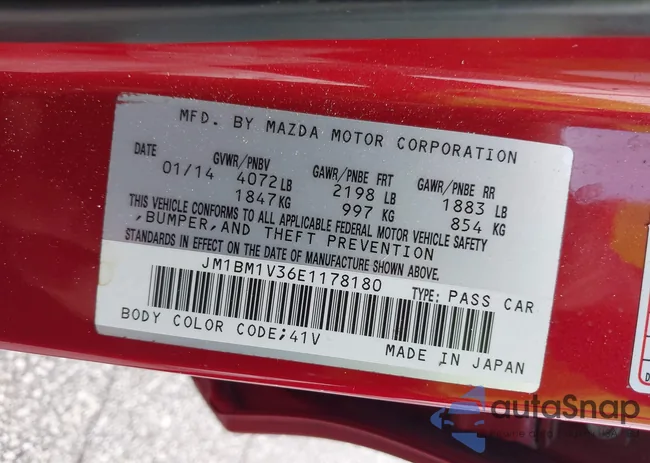 MFD. BY MAZDA MOTOR CORPORATION
DATE GVWR/PNBV GAWR/PNBE FRT GAWR/PNBE RR
01/14 4072 LB 2198 LB 1883 LB
1847 KG 997 KG 854 KG
THIS VEHICLE CONFORMS TO ALL APPLICABLE FEDERAL MOTOR VEHICLE SAFETY
,BUMPER,AND THEFT PREVENTION
STANDARDS IN EFFECT ON THE DATE OF MANUFACTURE SHOWN ABOVE.
JM1BM1V36E1178180 TYPE: PASS CAR
BODY COLOR CODE:41V
MADE IN JAPAN
autoSnap